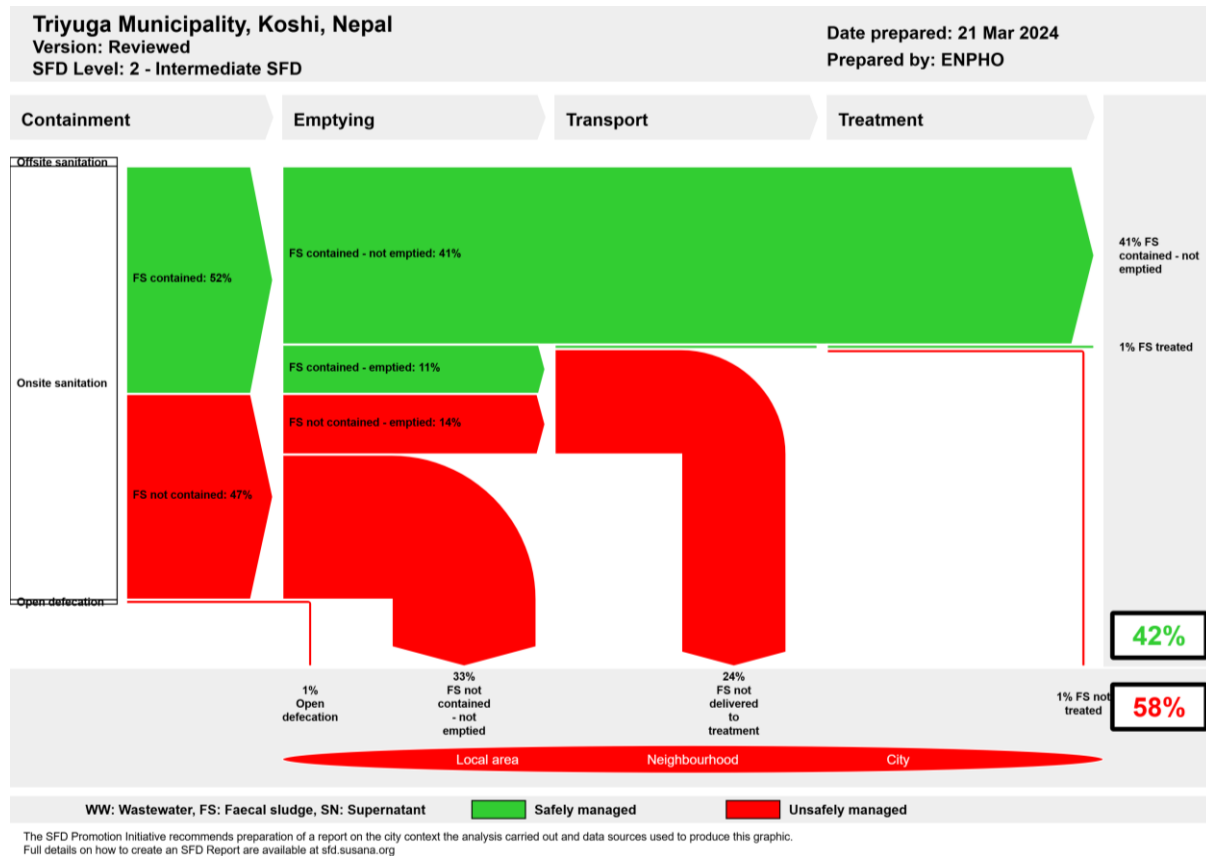 Triyuga Municipality, Koshi, Nepal
Version: Reviewed
SFD Level: 2 - Intermediate SFD
Date prepared: 21 Mar 2024
Prepared by: ENPHO
Containment
Emptying
Transport
Treatment
Offsite sanitation
FS contained: 52%
FS contained - not emptied: 41%
41% FS
contained - not
emptied
1% FS treated
FS contained - emptied: 11%
Onsite sanitation
FS not contained - emptied: 14%
FS not contained: 47%
Open defecation
42%
1%
Open
defecation
33%
FS not
contained
- not
emptied
24%
FS not
delivered
to
treatment
1% FS not
treated
58%
Local area
Neighbourhood
City
WW: Wastewater, FS: Faecal sludge, SN: Supernatant
Safely managed
Unsafely managed
The SFD Promotion Initiative recommends preparation of a report on the city context the analysis carried out and data sources used to produce this graphic.
Full details on how to create an SFD Report are available at sfd.susana.org